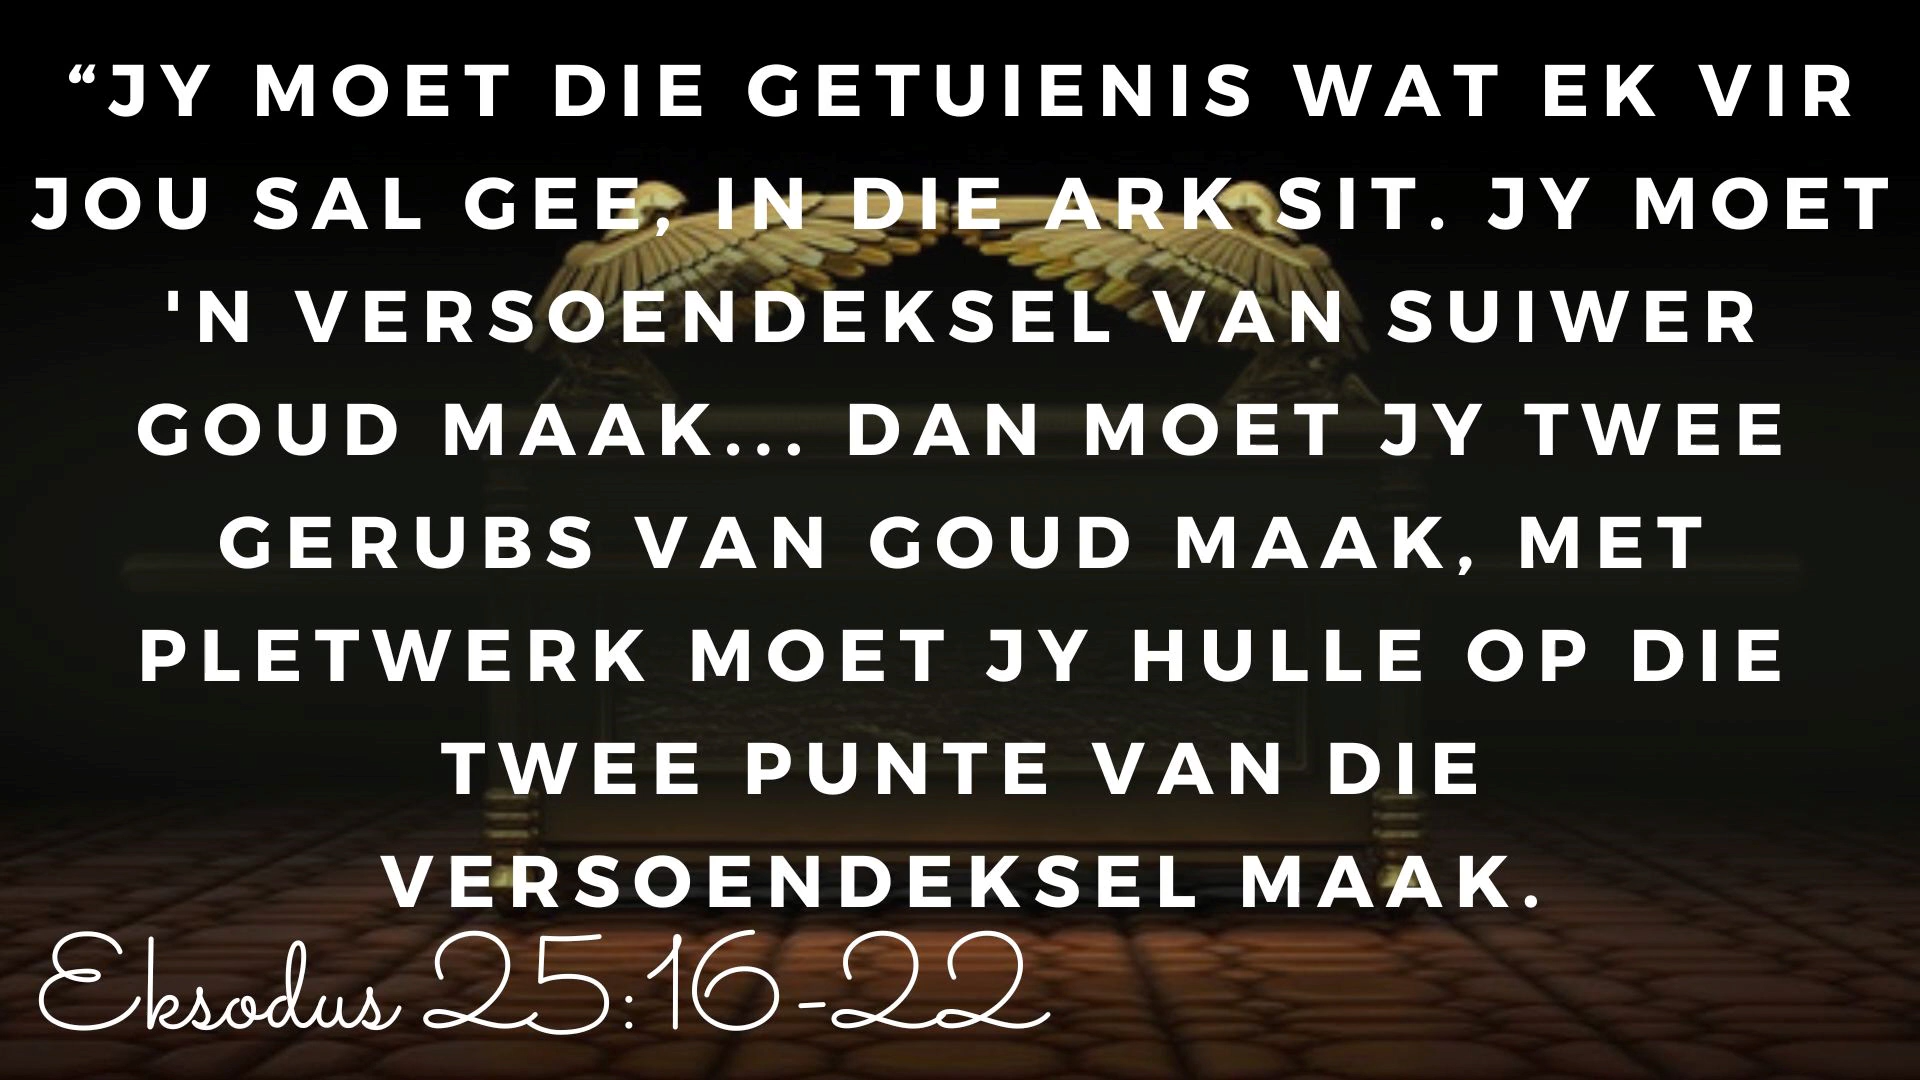 “JY MOET DIE GETUIENIS WAT EK VIR
JOU SAL GEE, IN DIE ARK SIT. JY MOET
'N VERSOENDEKSEL VAN SUIWER
GOUD MAAK... DAN MOET JY TWEE
GERUBS VAN GOUD MAAK, MET
PLETWERK MOET JY HULLE OP DIE
TWEE PUNTE VAN DIE
VERSOENDEKSEL MAAK.
Eksodus 25:16-22